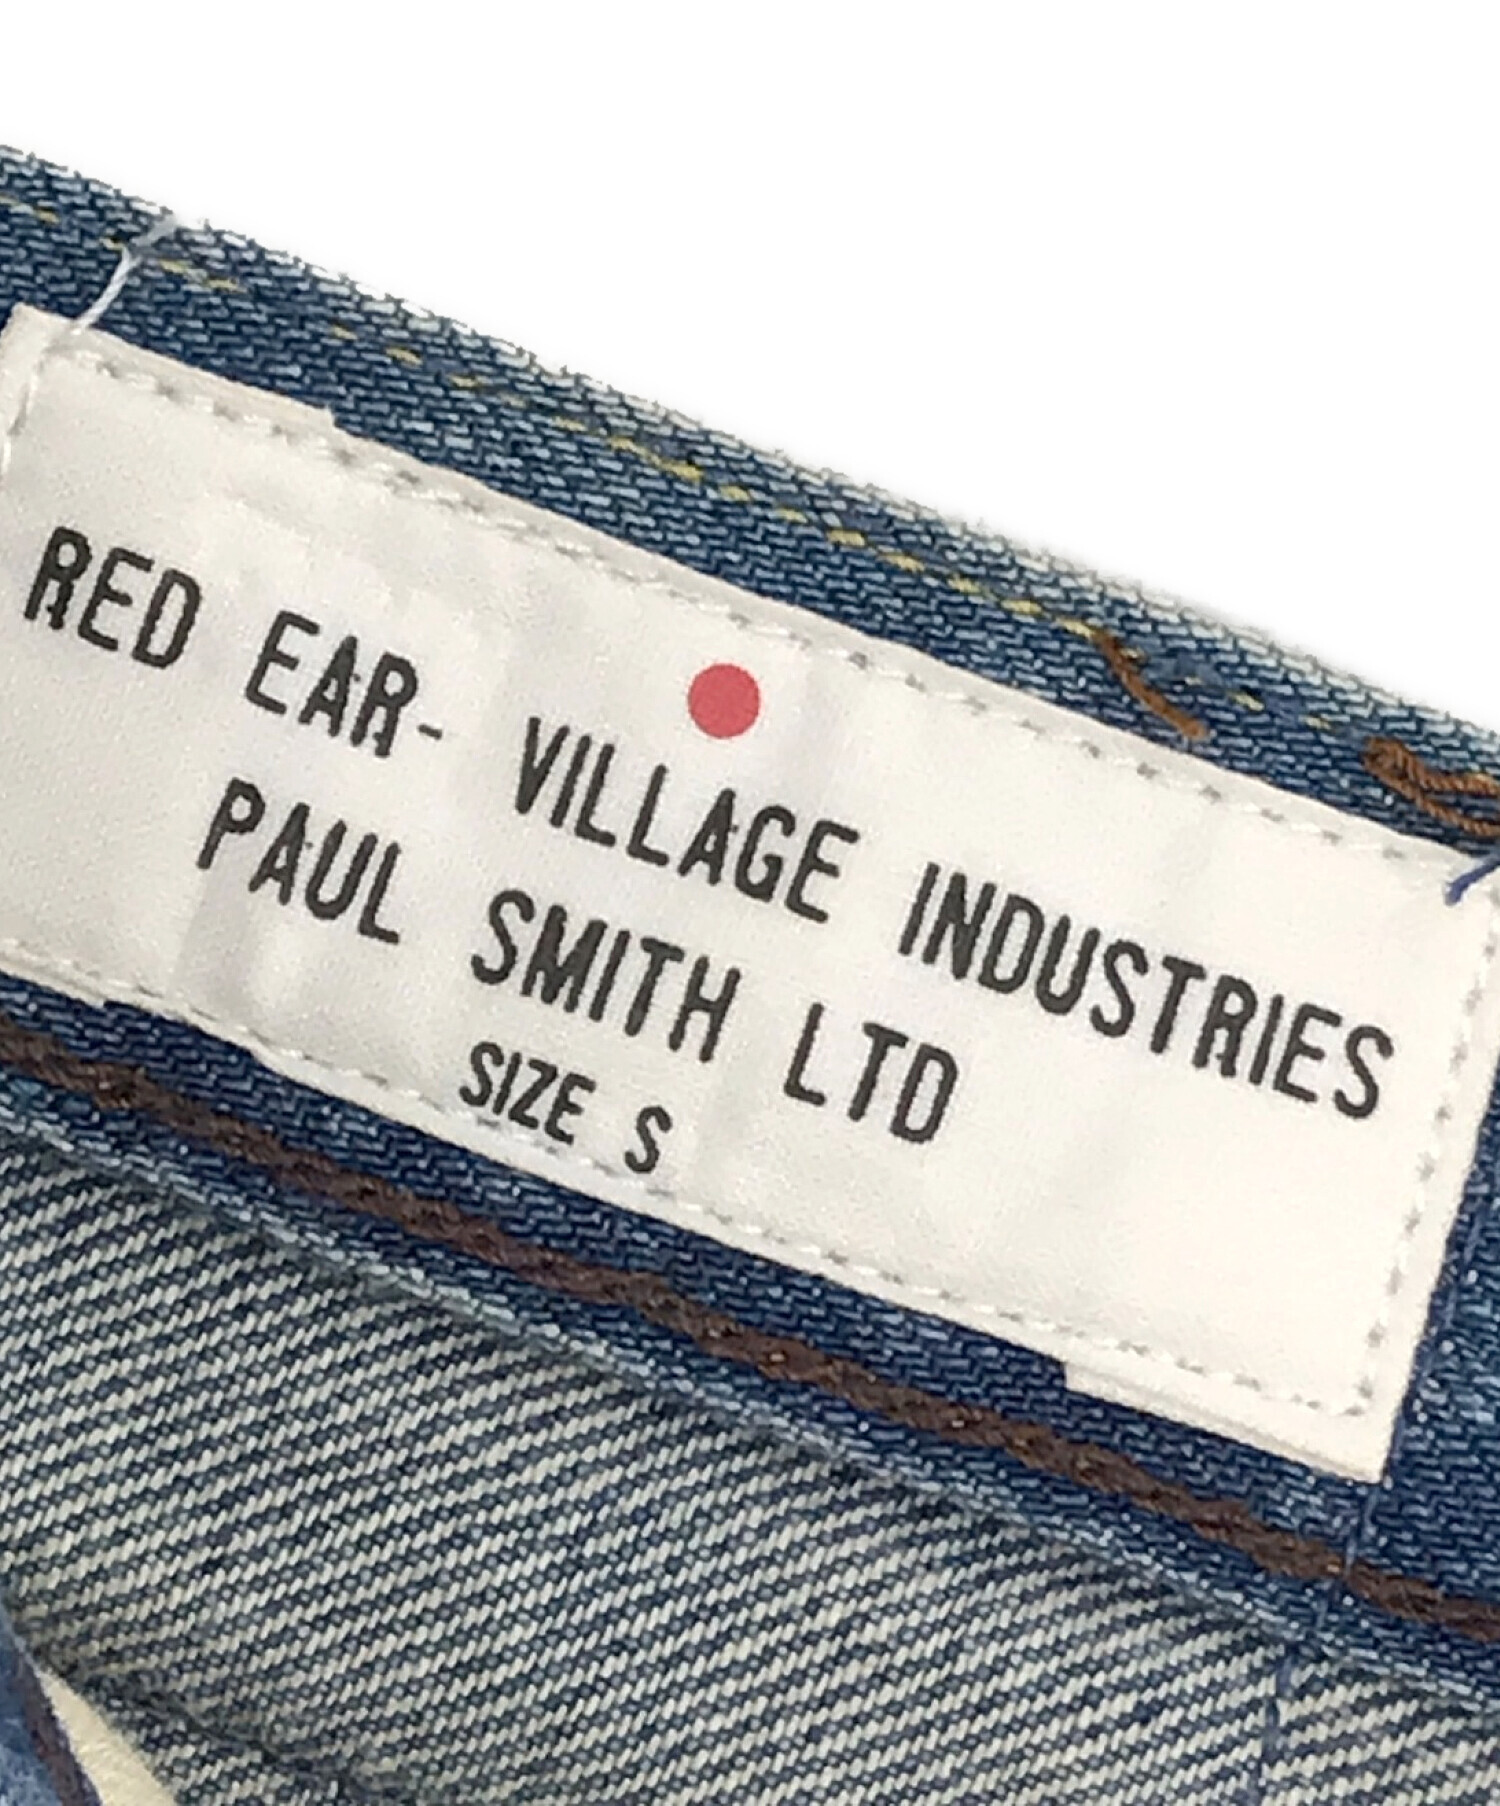 RED EAR- VILLAGE INDUSTRIES
PAUL SMITH LTD
SIZE S